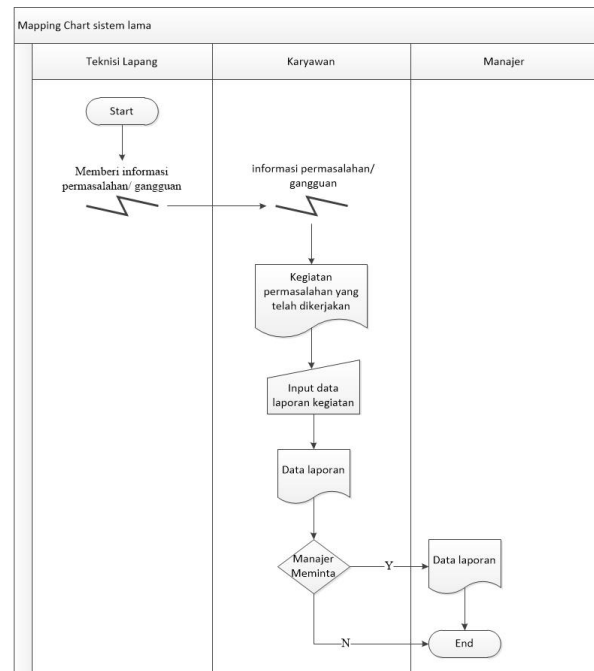 Mapping Chart sistem lama
Teknisi Lapang
Karyawan
Manajer
Start
Memberi informasi
permasalahan/ gangguan
informasi permasalahan/
gangguan
Kegiatan
permasalahan yang
telah dikerjakan
Input data
laporan kegiatan
Data laporan
Manajer
Meminta
Y
Data laporan
N
End